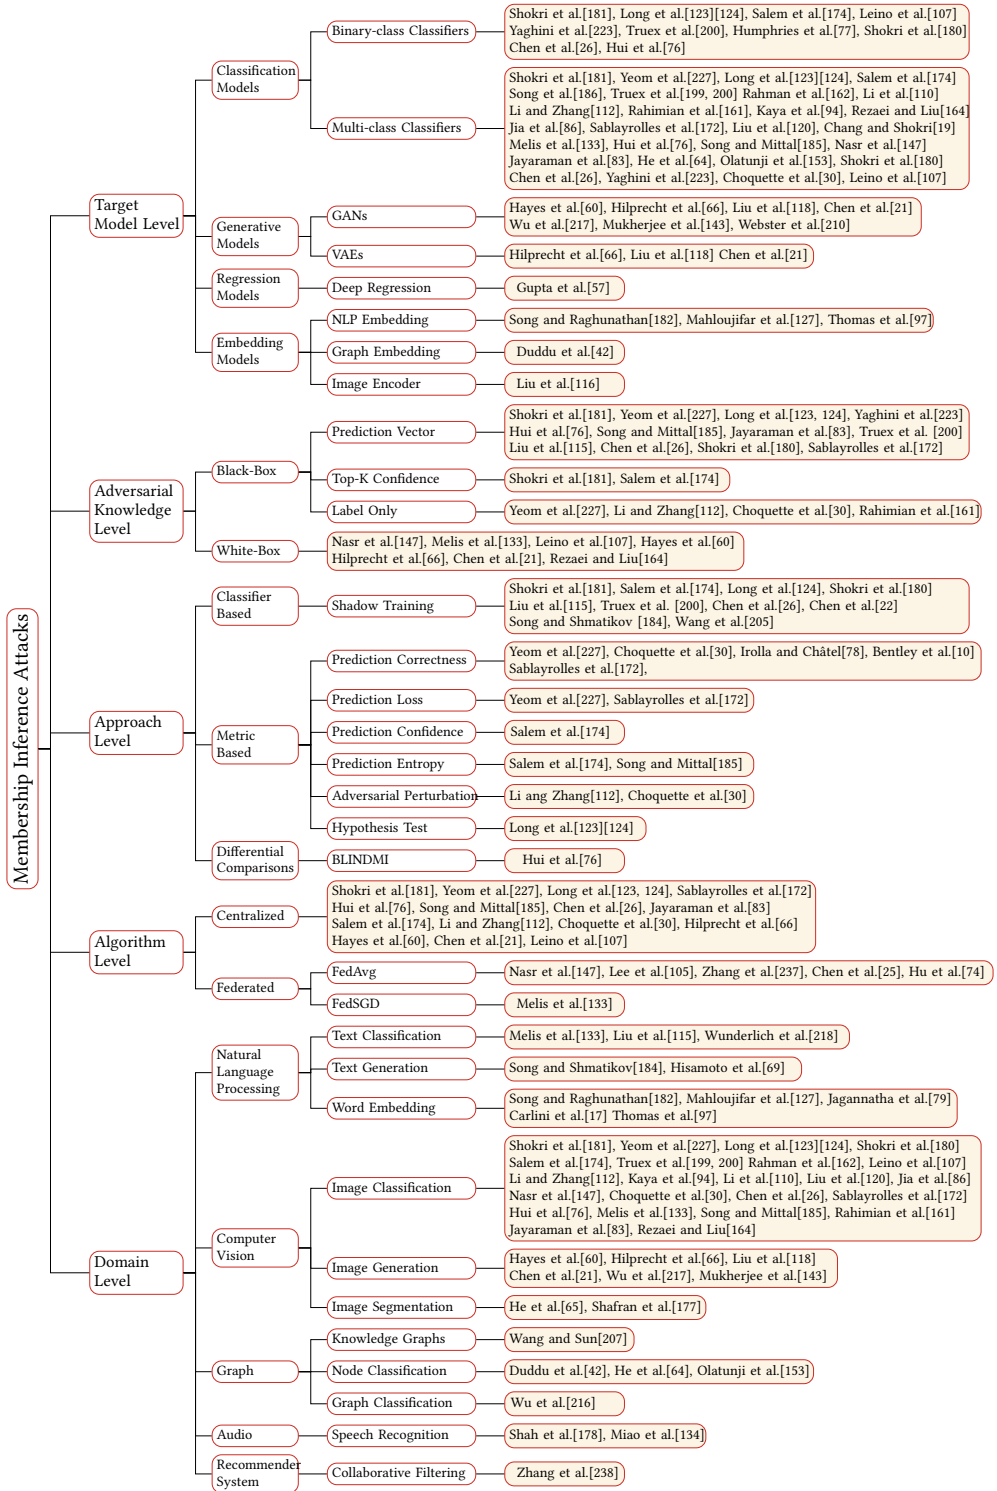 Membership Inference Attacks
Target
Model Level
Classification
Models
Binary-class Classifiers
Shokri et al.[181], Long et al.[123][124], Salem et al.[174], Leino et al.[107]
Yaghini et al.[223], Truex et al.[200], Humphries et al.[77], Shokri et al.[180]
Chen et al.[26], Hui et al.[76]
Multi-class Classifiers
Shokri et al.[181], Yeom et al.[227], Long et al.[123][124], Salem et al.[174]
Song et al.[186], Truex et al.[199, 200] Rahman et al.[162], Li et al.[110]
Li and Zhang[112], Rahimian et al.[161], Kaya et al.[94], Rezaei and Liu[164]
Jia et al.[86], Sablayrolles et al.[172], Liu et al.[120], Chang and Shokri[19]
Melis et al.[133], Hui et al.[76], Song and Mittal[185], Nasr et al.[147]
Jayaraman et al.[83], He et al.[64], Olatunji et al.[153], Shokri et al.[180]
Chen et al.[26], Yaghini et al.[223], Choquette et al.[30], Leino et al.[107]
Generative
Models
GANs
Hayes et al.[60], Hilprecht et al.[66], Liu et al.[118], Chen et al.[21]
Wu et al.[217], Mukherjee et al.[143], Webster et al.[210]
VAEs
Hilprecht et al.[66], Liu et al.[118] Chen et al.[21]
Regression
Models
Deep Regression
Gupta et al.[57]
Embedding
Models
NLP Embedding
Song and Raghunathan[182], Mahloujifar et al.[127], Thomas et al.[97]
Graph Embedding
Duddu et al.[42]
Image Encoder
Liu et al.[116]
Adversarial
Knowledge
Level
Black-Box
Prediction Vector
Shokri et al.[181], Yeom et al.[227], Long et al.[123, 124], Yaghini et al.[223]
Hui et al.[76], Song and Mittal[185], Jayaraman et al.[83], Truex et al. [200]
Liu et al.[115], Chen et al.[26], Shokri et al.[180], Sablayrolles et al.[172]
Top-K Confidence
Shokri et al.[181], Salem et al.[174]
Label Only
Yeom et al.[227], Li and Zhang[112], Choquette et al.[30], Rahimian et al.[161]
White-Box
Nasr et al.[147], Melis et al.[133], Leino et al.[107], Hayes et al.[60]
Hilprecht et al.[66], Chen et al.[21], Rezaei and Liu[164]
Approach
Level
Classifier
Based
Shadow Training
Shokri et al.[181], Salem et al.[174], Long et al.[124], Shokri et al.[180]
Liu et al.[115], Truex et al. [200], Chen et al.[26], Chen et al.[22]
Song and Shmatikov [184], Wang et al.[205]
Metric
Based
Prediction Correctness
Yeom et al.[227], Choquette et al.[30], Irolla and Châtel[78], Bentley et al.[10]
Sablayrolles et al.[172],
Prediction Loss
Yeom et al.[227], Sablayrolles et al.[172]
Prediction Confidence
Salem et al.[174]
Prediction Entropy
Salem et al.[174], Song and Mittal[185]
Adversarial Perturbation
Li ang Zhang[112], Choquette et al.[30]
Hypothesis Test
Long et al.[123][124]
Differential
Comparisons
BLINDMI
Hui et al.[76]
Algorithm
Level
Centralized
Shokri et al.[181], Yeom et al.[227], Long et al.[123, 124], Sablayrolles et al.[172]
Hui et al.[76], Song and Mittal[185], Chen et al.[26], Jayaraman et al.[83]
Salem et al.[174], Li and Zhang[112], Choquette et al.[30], Hilprecht et al.[66]
Hayes et al.[60], Chen et al.[21], Leino et al.[107]
Federated
FedAvg
Nasr et al.[147], Lee et al.[105], Zhang et al.[237], Chen et al.[25], Hu et al.[74]
FedSGD
Melis et al.[133]
Domain
Level
Natural
Language
Processing
Text Classification
Melis et al.[133], Liu et al.[115], Wunderlich et al.[218]
Text Generation
Song and Shmatikov[184], Hisamoto et al.[69]
Word Embedding
Song and Raghunathan[182], Mahloujifar et al.[127], Jagannatha et al.[79]
Carlini et al.[17] Thomas et al.[97]
Computer
Vision
Image Classification
Shokri et al.[181], Yeom et al.[227], Long et al.[123][124], Shokri et al.[180]
Salem et al.[174], Truex et al.[199, 200] Rahman et al.[162], Leino et al.[107]
Li and Zhang[112], Kaya et al.[94], Li et al.[110], Liu et al.[120], Jia et al.[86]
Nasr et al.[147], Choquette et al.[30], Chen et al.[26], Sablayrolles et al.[172]
Hui et al.[76], Melis et al.[133], Song and Mittal[185], Rahimian et al.[161]
Jayaraman et al.[83], Rezaei and Liu[164]
Image Generation
Hayes et al.[60], Hilprecht et al.[66], Liu et al.[118]
Chen et al.[21], Wu et al.[217], Mukherjee et al.[143]
Image Segmentation
He et al.[65], Shafran et al.[177]
Graph
Knowledge Graphs
Wang and Sun[207]
Node Classification
Duddu et al.[42], He et al.[64], Olatunji et al.[153]
Graph Classification
Wu et al.[216]
Audio
Speech Recognition
Shah et al.[178], Miao et al.[134]
Recommender
System
Collaborative Filtering
Zhang et al.[238]